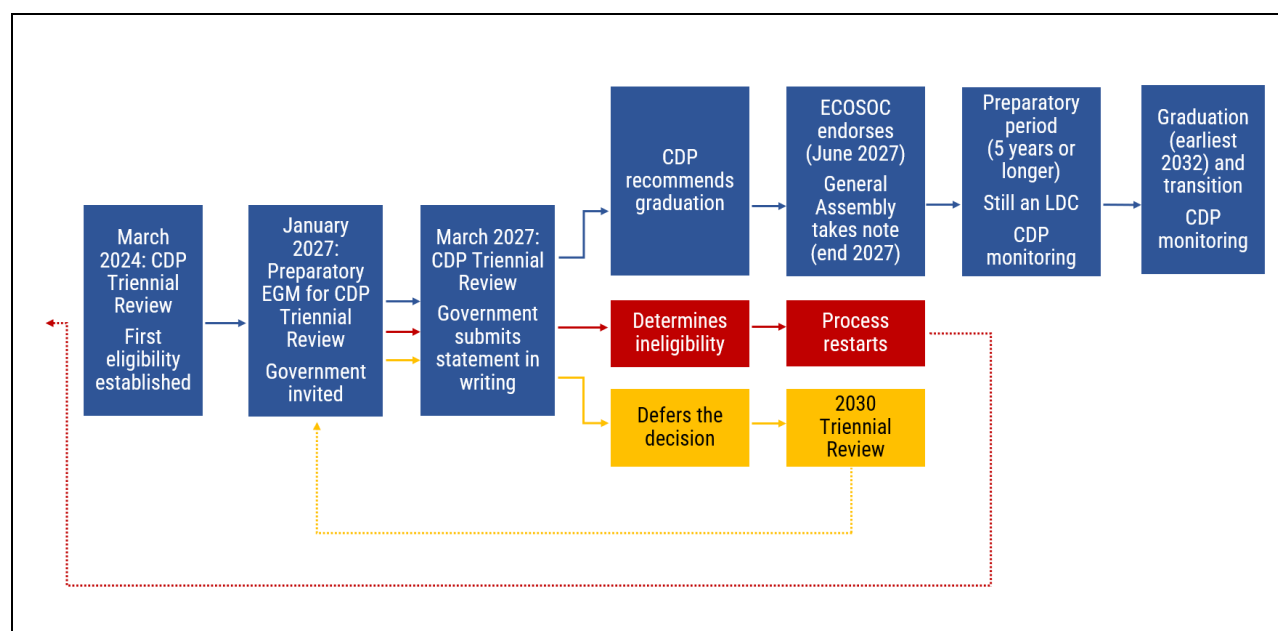 March
2024: CDP
Triennial
Review
First
eligibility
established
January
2027:
Preparatory
EGM for CDP
Triennial
Review
Government
invited
March 2027:
CDP Triennial
Review
Government
submits
statement in
writing
CDP
recommends
graduation
ECOSOC
endorses
(June 2027)
General
Assembly
takes note
(end 2027)
Preparatory
period
(5 years or
longer)
Still an LDC
CDP
monitoring
Graduation
(earliest
2032) and
transition
CDP
monitoring
Determines
ineligibility
Process
restarts
Defers the
decision
2030
Triennial
Review